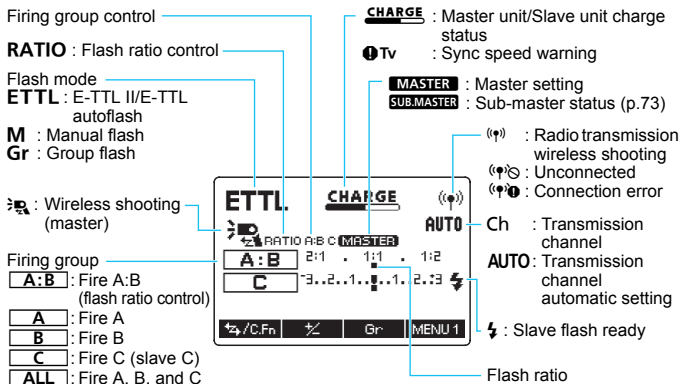 Firing group control
RATIO : Flash ratio control
Flash mode
ETTL : E-TTL II/E-TTL
autoflash
M : Manual flash
Gr : Group flash
: Wireless shooting
(master)
Firing group
A:B : Fire A:B
(flash ratio control)
A : Fire A
B : Fire B
C : Fire C (slave C)
ALL : Fire A, B, and C
CHARGE : Master unit/Slave unit charge
status
Tv : Sync speed warning
MASTER : Master setting
SUB.MASTER : Sub-master status (p.73)
: Radio transmission
wireless shooting
: Unconnected
: Connection error
Ch : Transmission
channel
AUTO : Transmission
channel
automatic setting
: Slave flash ready
Flash ratio
ETTL CHARGE
AUTO
RATIO A:B C MASTER
A:B 2:1 . 1:1 . 1:2
C -3..2..1..▪..1..2.+3
/C.Fn +/- Gr MENU 1